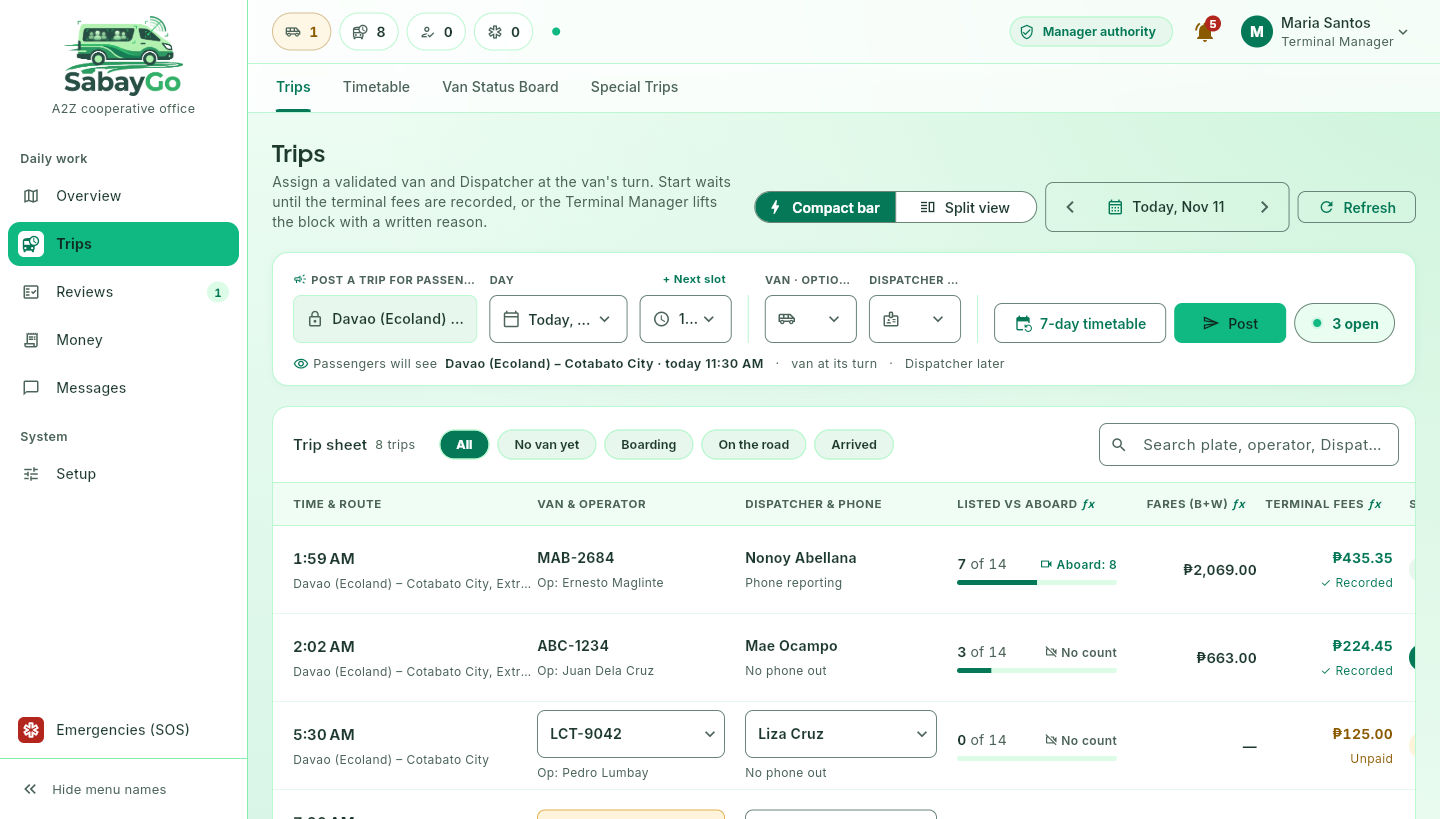 SabayGo
A2Z cooperative office
Daily work
Overview
Trips
Reviews 1
Money
Messages
System
Setup
Emergencies (SOS)
Hide menu names
1 8 0 0
Manager authority
5
M
Maria Santos
Terminal Manager
Trips Timetable Van Status Board Special Trips
Trips
Assign a validated van and Dispatcher at the van's turn. Start waits
until the terminal fees are recorded, or the Terminal Manager lifts
the block with a written reason.
Compact bar Split view Today, Nov 11 Refresh
POST A TRIP FOR PASSEN... DAY + Next slot VAN · OPTIO... DISPATCHER ...
Davao (Ecoland) ... Today, ... 1... 7-day timetable Post 3 open
Passengers will see Davao (Ecoland) – Cotabato City · today 11:30 AM · van at its turn · Dispatcher later
Trip sheet 8 trips All No van yet Boarding On the road Arrived Search plate, operator, Dispat...
TIME & ROUTE VAN & OPERATOR DISPATCHER & PHONE LISTED VS ABOARD ƒx FARES (B+W) ƒx TERMINAL FEES ƒx
1:59 AM MAB-2684 Nonoy Abellana 7 of 14 Aboard: 8 ₱2,069.00 ₱435.35
Davao (Ecoland) – Cotabato City, Extr... Op: Ernesto Maglinte Phone reporting ✓ Recorded
2:02 AM ABC-1234 Mae Ocampo 3 of 14 No count ₱663.00 ₱224.45
Davao (Ecoland) – Cotabato City, Extr... Op: Juan Dela Cruz No phone out ✓ Recorded
5:30 AM LCT-9042 Liza Cruz 0 of 14 No count — ₱125.00
Davao (Ecoland) – Cotabato City Op: Pedro Lumbay No phone out Unpaid